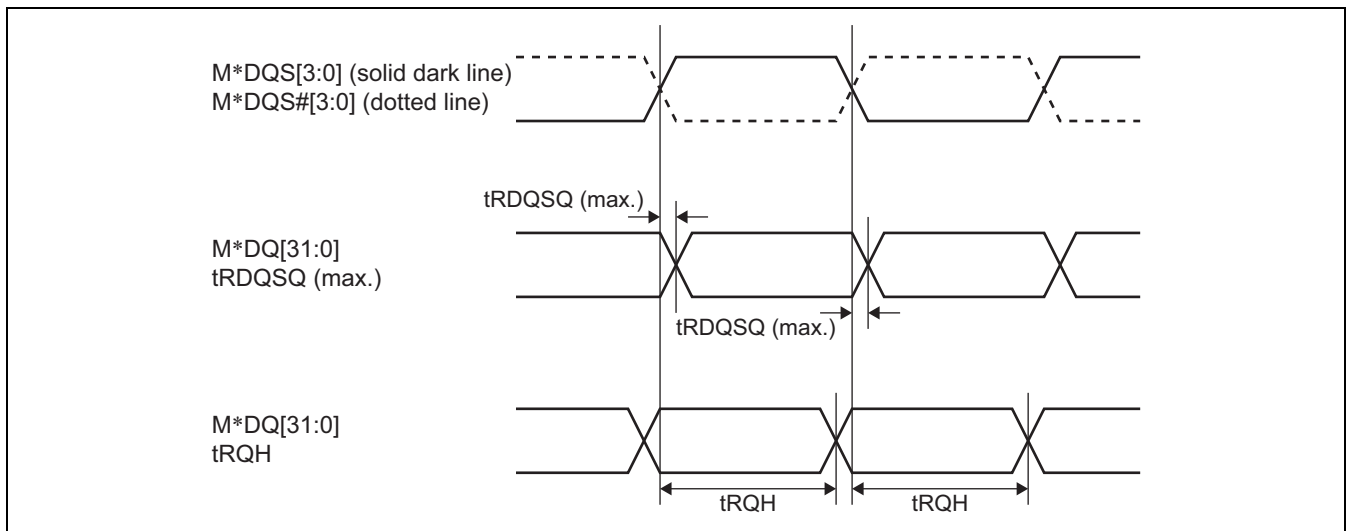 M*DQS[3:0] (solid dark line)
M*DQS#[3:0] (dotted line)
tRDQSQ (max.)
M*DQ[31:0]
tRDQSQ (max.)
tRDQSQ (max.)
M*DQ[31:0]
tRQH
tRQH
tRQH